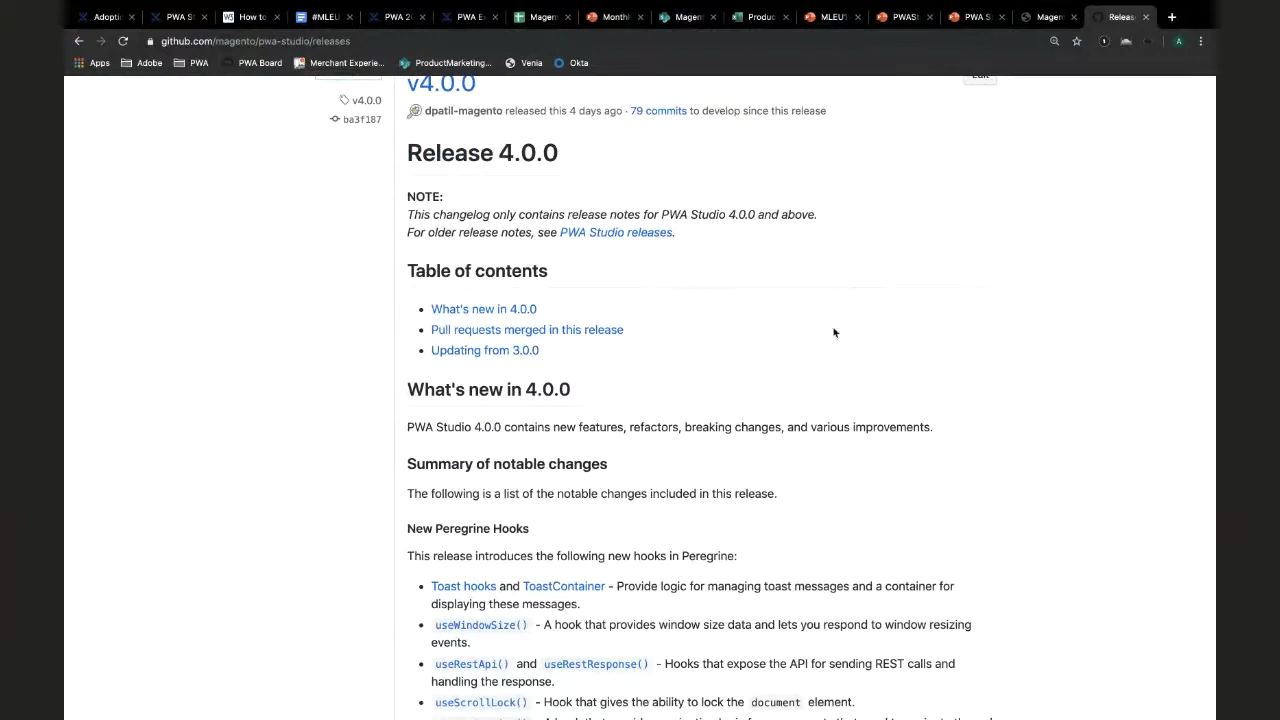 Adoptic
PWA St
How to
#MLEU
PWA 20
PWA Ex
Magen
Monthl
Magen
Produc
MLEU1
PWASt
PWA S
Magen
Releas
github.com/magento/pwa-studio/releases
A
Apps
Adobe
PWA
PWA Board
Merchant Experie...
ProductMarketing...
Venia
Okta
v4.0.0
Edit
v4.0.0
ba3f187
dpatil-magento released this 4 days ago · 79 commits to develop since this release
Release 4.0.0
NOTE:
This changelog only contains release notes for PWA Studio 4.0.0 and above.
For older release notes, see PWA Studio releases.
Table of contents
• What's new in 4.0.0
• Pull requests merged in this release
• Updating from 3.0.0
What's new in 4.0.0
PWA Studio 4.0.0 contains new features, refactors, breaking changes, and various improvements.
Summary of notable changes
The following is a list of the notable changes included in this release.
New Peregrine Hooks
This release introduces the following new hooks in Peregrine:
• Toast hooks and ToastContainer - Provide logic for managing toast messages and a container for
displaying these messages.
• useWindowSize() - A hook that provides window size data and lets you respond to window resizing
events.
• useRestApi() and useRestResponse() - Hooks that expose the API for sending REST calls and
handling the response.
• useScrollLock() - Hook that gives the ability to lock the document element.